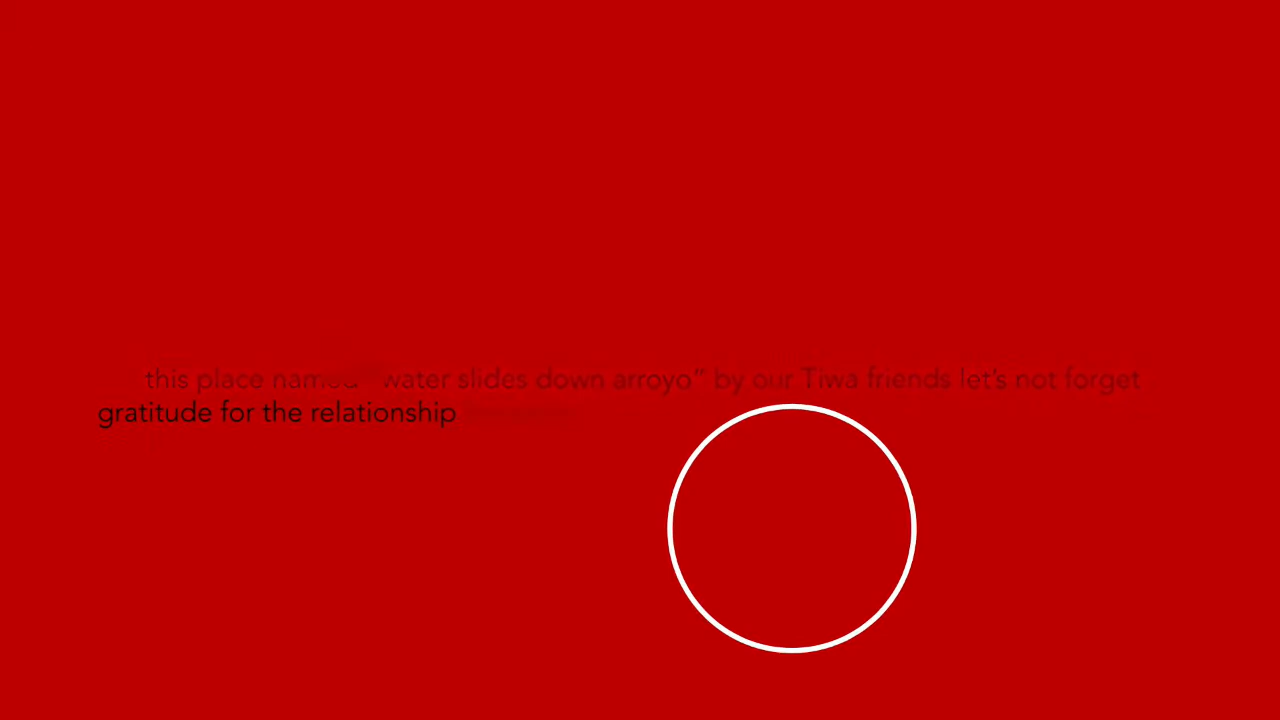 this place named “water slides down arroyo” by our Tiwa friends let’s not forget
gratitude for the relationship